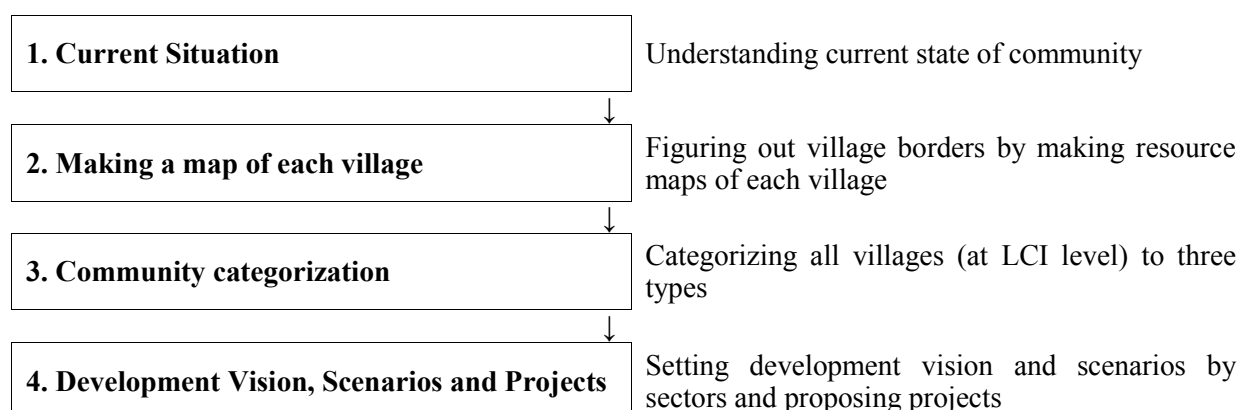 1. Current Situation
Understanding current state of community
↓
2. Making a map of each village
Figuring out village borders by making resource
maps of each village
↓
3. Community categorization
Categorizing all villages (at LCI level) to three
types
↓
4. Development Vision, Scenarios and Projects
Setting development vision and scenarios by
sectors and proposing projects